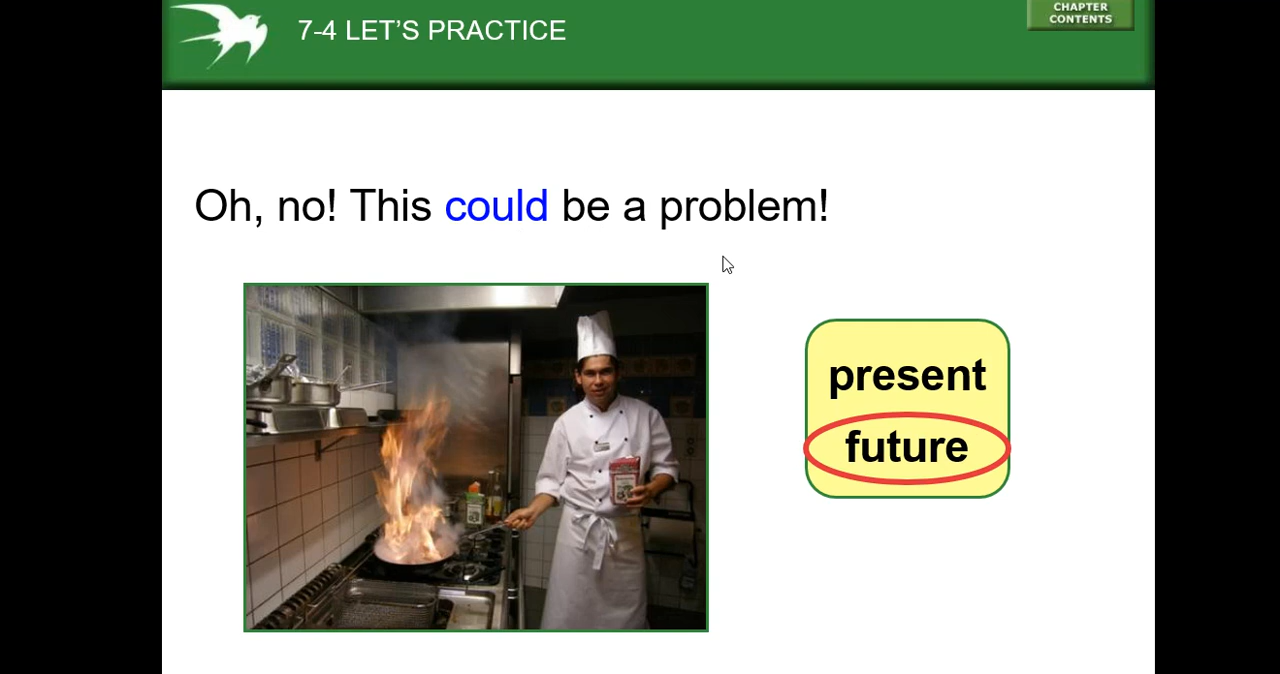 CHAPTER
CONTENTS
7-4 LET’S PRACTICE
Oh, no! This could be a problem!
present
future